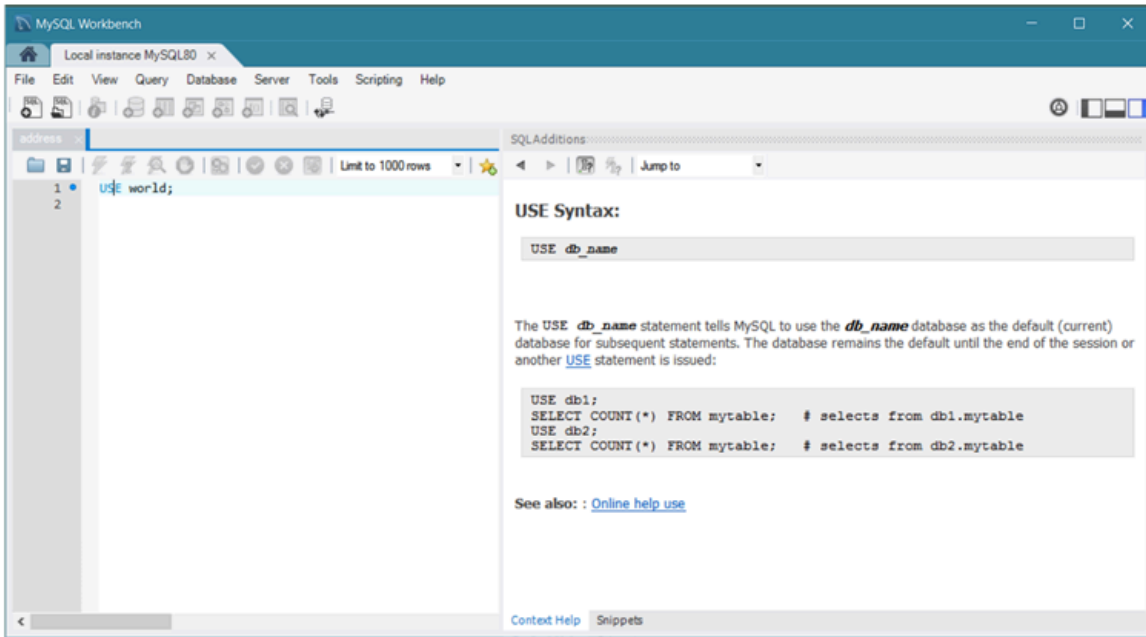 MySQL Workbench
Local instance MySQL80
File Edit View Query Database Server Tools Scripting Help
address
SQLAdditions
Limit to 1000 rows
Jump to
1 USE world;
2
USE Syntax:
USE db_name
The USE db_name statement tells MySQL to use the db_name database as the default (current)
database for subsequent statements. The database remains the default until the end of the session or
another USE statement is issued:
USE db1;
SELECT COUNT(*) FROM mytable;   # selects from db1.mytable
USE db2;
SELECT COUNT(*) FROM mytable;   # selects from db2.mytable
See also: : Online help use
Context Help Snippets